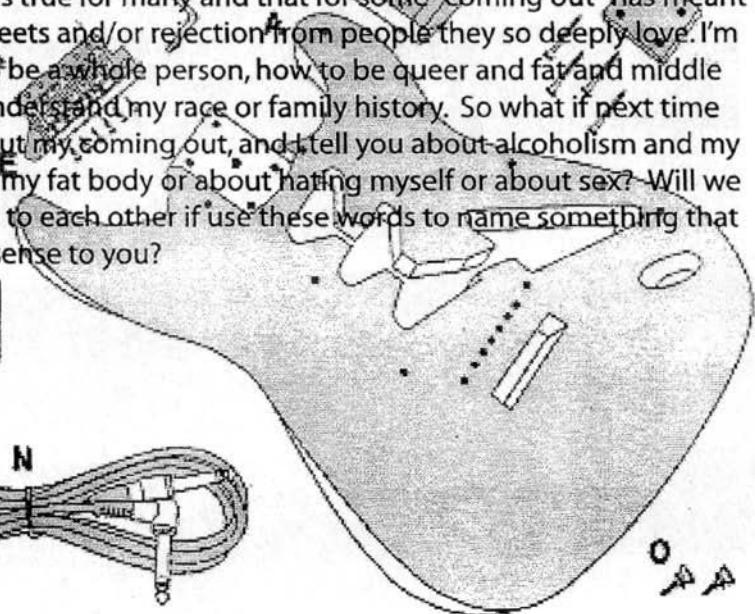 s true for many and that for some "coming out" has meant
eets and/or rejection from people they so deeply love. I'm
be a whole person, how to be queer and fat and middle
nderstand my race or family history. So what if next time
ut my coming out, and I tell you about alcoholism and my
my fat body or about hating myself or about sex? Will we
to each other if use these words to name something that
sense to you?
A
E
N
O